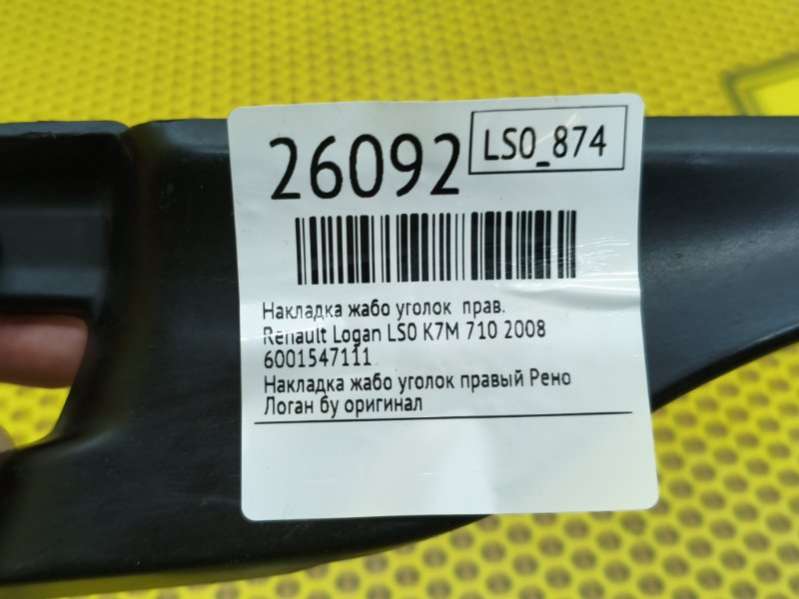 26092
LS0_874
Накладка жабо уголок прав.
Renault Logan LS0 K7M 710 2008
6001547111
Накладка жабо уголок правый Рено
Логан бу оригинал